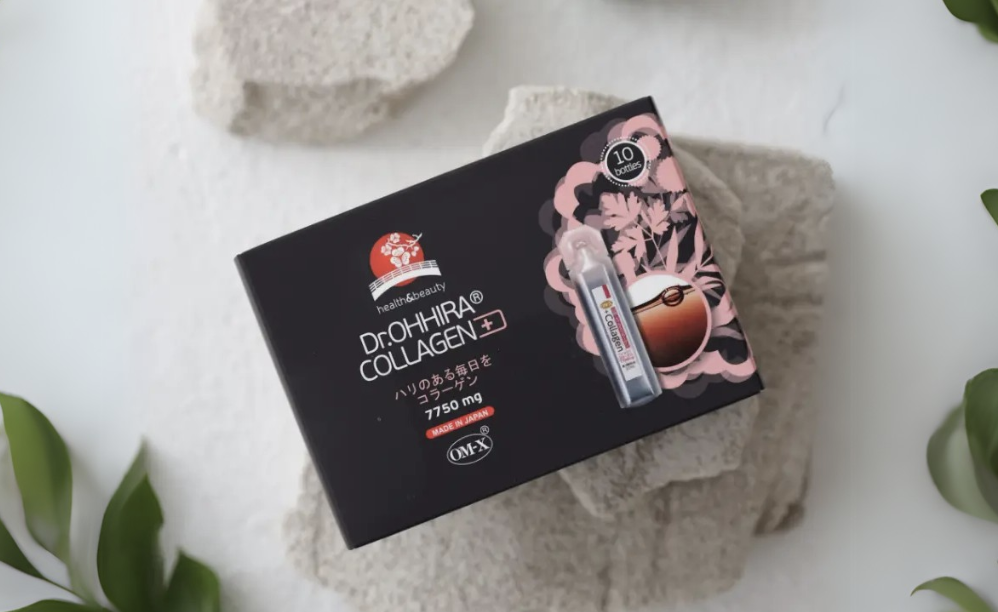 10
bottles
health&beauty
Dr.OHHIRA®
COLLAGEN+
ハリのある毎日を
コラーゲン
7750 mg
MADE IN JAPAN
OM-X®
+Collagen